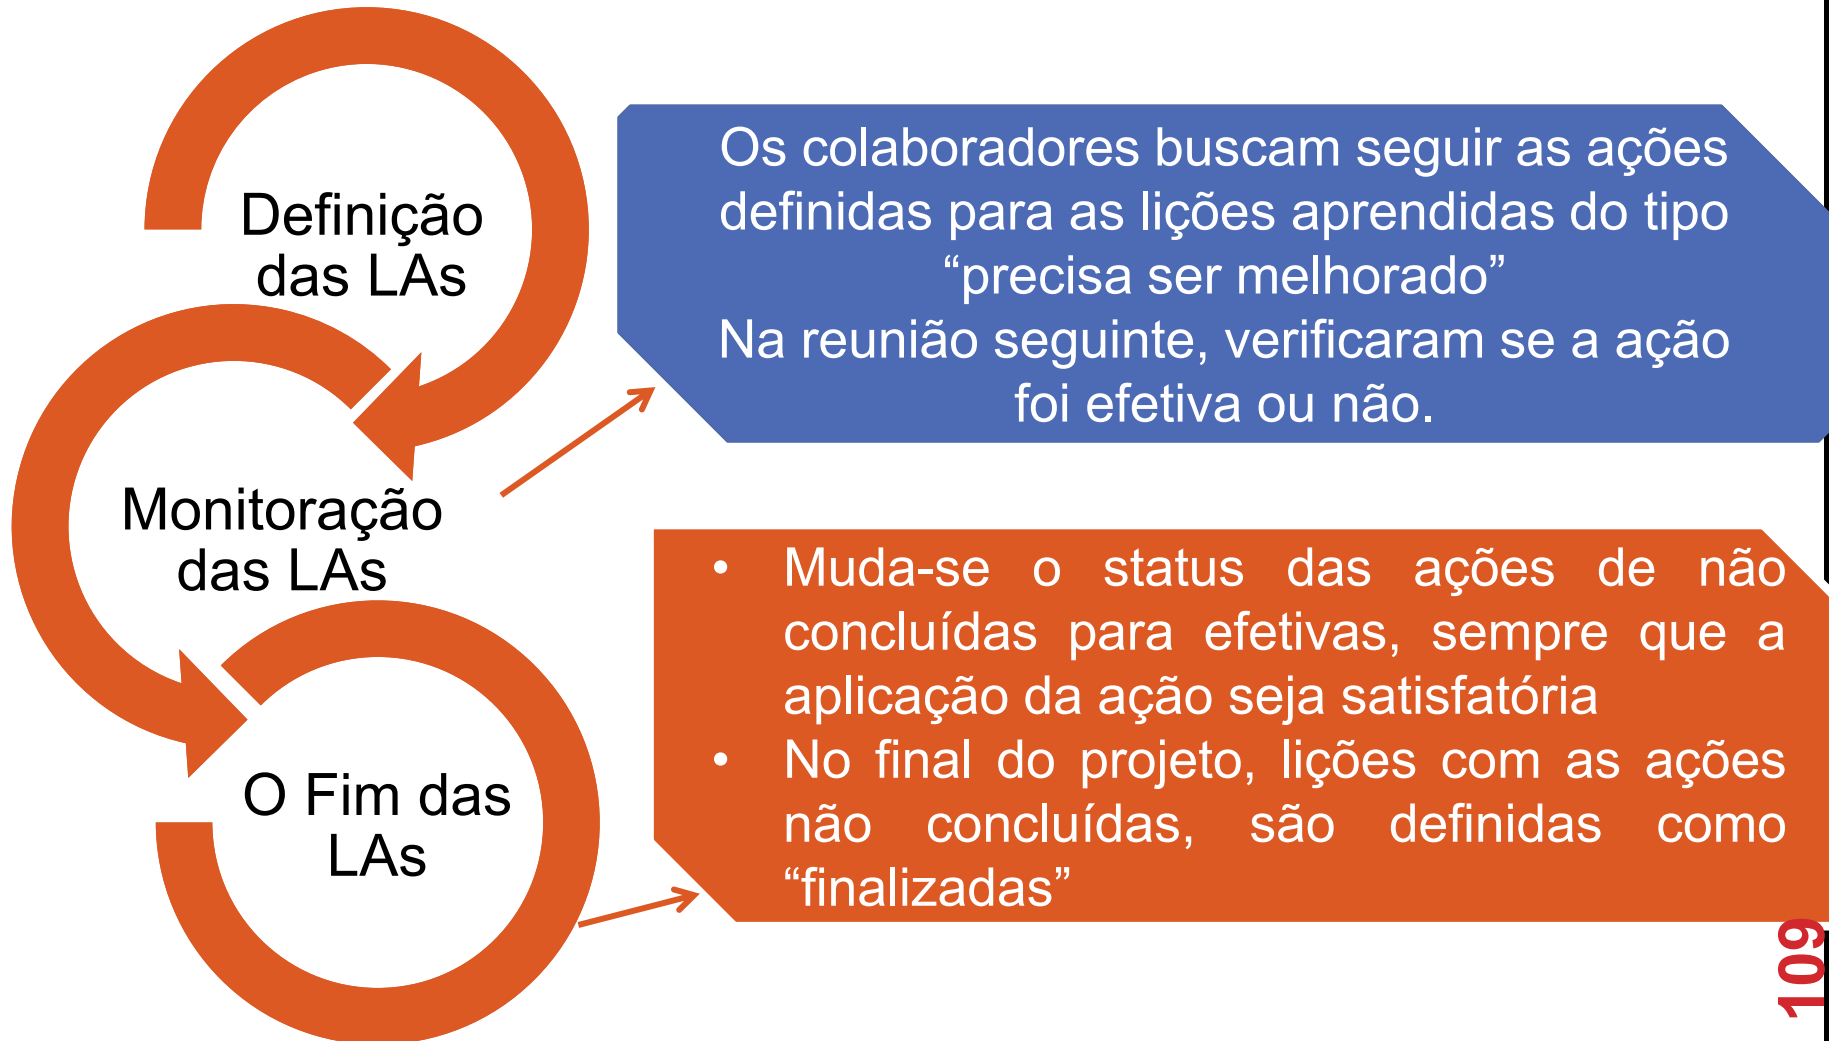 Definição
das LAs
Os colaboradores buscam seguir as ações
definidas para as lições aprendidas do tipo
“precisa ser melhorado”
Na reunião seguinte, verificaram se a ação
foi efetiva ou não.
Monitoração
das LAs
• Muda-se o status das ações de não
concluídas para efetivas, sempre que a
aplicação da ação seja satisfatória
• No final do projeto, lições com as ações
não concluídas, são definidas como
“finalizadas”
O Fim das
LAs
109